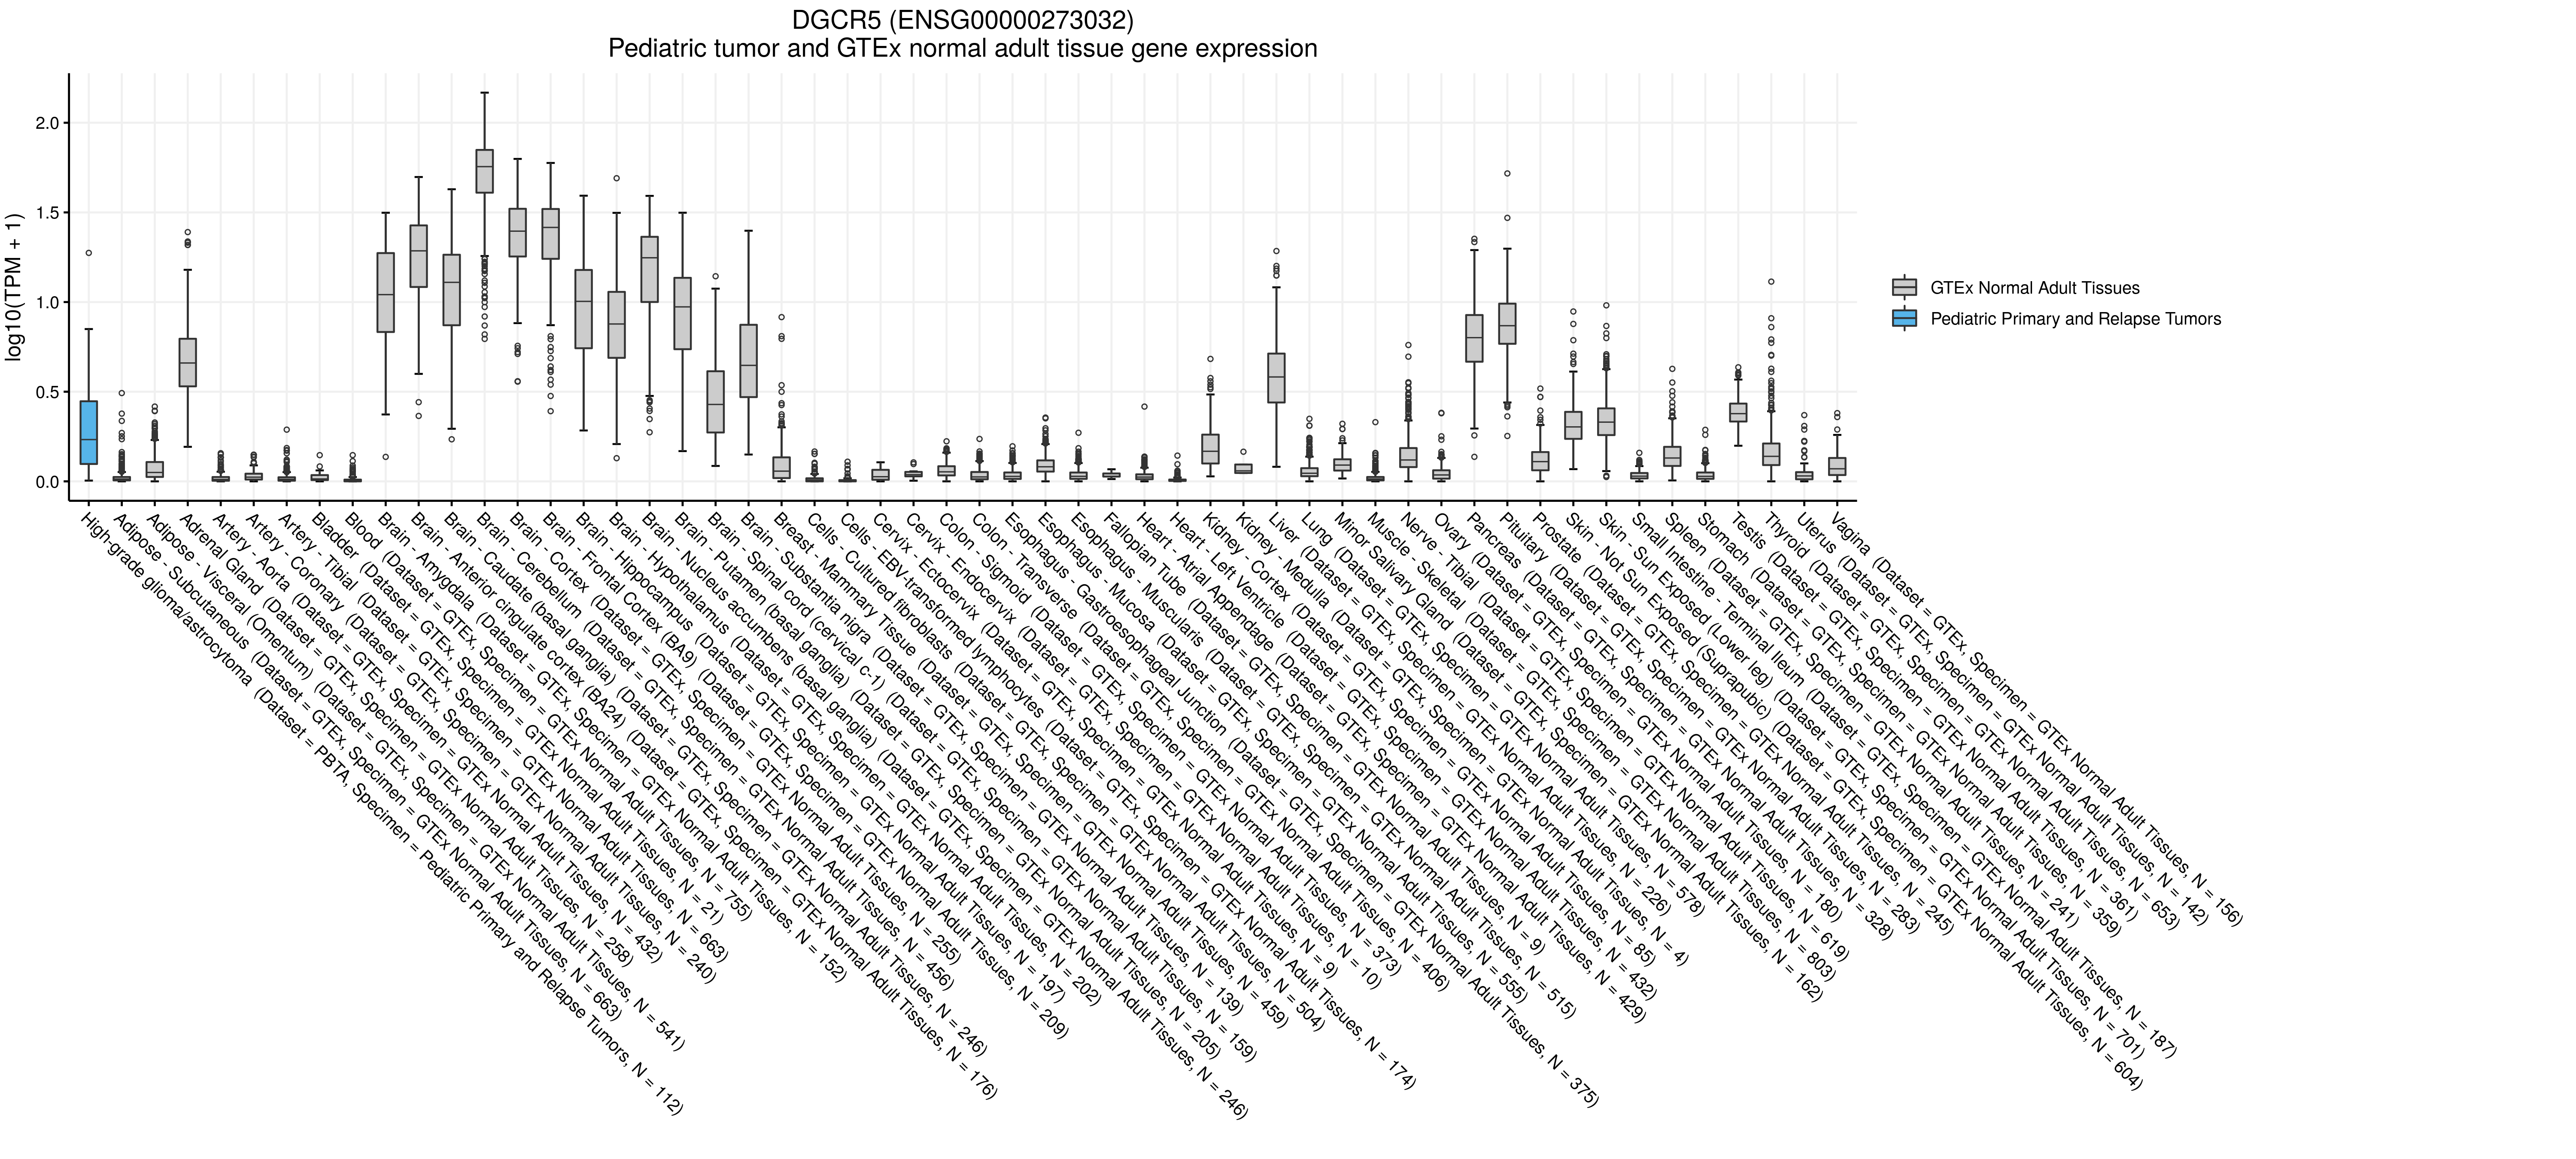 DGCR5 (ENSG00000273032)
Pediatric tumor and GTEx normal adult tissue gene expression
log10(TPM + 1)
2.0
1.5
1.0
0.5
0.0
High-grade glioma/astrocytoma (Dataset = PBTA, Specimen = Pediatric Primary and Relapse Tumors, N = 112)
Adipose - Subcutaneous (Dataset = GTEx, Specimen = GTEx Normal Adult Tissues, N = 663)
Adipose - Visceral (Omentum) (Dataset = GTEx, Specimen = GTEx Normal Adult Tissues, N = 541)
Adrenal Gland (Dataset = GTEx, Specimen = GTEx Normal Adult Tissues, N = 258)
Artery - Aorta (Dataset = GTEx, Specimen = GTEx Normal Adult Tissues, N = 432)
Artery - Coronary (Dataset = GTEx, Specimen = GTEx Normal Adult Tissues, N = 240)
Artery - Tibial (Dataset = GTEx, Specimen = GTEx Normal Adult Tissues, N = 663)
Bladder (Dataset = GTEx, Specimen = GTEx Normal Adult Tissues, N = 21)
Blood (Dataset = GTEx, Specimen = GTEx Normal Adult Tissues, N = 755)
Brain - Amygdala (Dataset = GTEx, Specimen = GTEx Normal Adult Tissues, N = 152)
Brain - Anterior cingulate cortex (BA24) (Dataset = GTEx, Specimen = GTEx Normal Adult Tissues, N = 176)
Brain - Caudate (basal ganglia) (Dataset = GTEx, Specimen = GTEx Normal Adult Tissues, N = 246)
Brain - Cerebellum (Dataset = GTEx, Specimen = GTEx Normal Adult Tissues, N = 456)
Brain - Cortex (Dataset = GTEx, Specimen = GTEx Normal Adult Tissues, N = 255)
Brain - Frontal Cortex (BA9) (Dataset = GTEx, Specimen = GTEx Normal Adult Tissues, N = 209)
Brain - Hippocampus (Dataset = GTEx, Specimen = GTEx Normal Adult Tissues, N = 197)
Brain - Hypothalamus (Dataset = GTEx, Specimen = GTEx Normal Adult Tissues, N = 202)
Brain - Nucleus accumbens (basal ganglia) (Dataset = GTEx, Specimen = GTEx Normal Adult Tissues, N = 246)
Brain - Putamen (basal ganglia) (Dataset = GTEx, Specimen = GTEx Normal Adult Tissues, N = 205)
Brain - Spinal cord (cervical c-1) (Dataset = GTEx, Specimen = GTEx Normal Adult Tissues, N = 159)
Brain - Substantia nigra (Dataset = GTEx, Specimen = GTEx Normal Adult Tissues, N = 139)
Breast - Mammary Tissue (Dataset = GTEx, Specimen = GTEx Normal Adult Tissues, N = 459)
Cells - Cultured fibroblasts (Dataset = GTEx, Specimen = GTEx Normal Adult Tissues, N = 504)
Cells - EBV-transformed lymphocytes (Dataset = GTEx, Specimen = GTEx Normal Adult Tissues, N = 174)
Cervix - Ectocervix (Dataset = GTEx, Specimen = GTEx Normal Adult Tissues, N = 9)
Cervix - Endocervix (Dataset = GTEx, Specimen = GTEx Normal Adult Tissues, N = 10)
Colon - Sigmoid (Dataset = GTEx, Specimen = GTEx Normal Adult Tissues, N = 373)
Colon - Transverse (Dataset = GTEx, Specimen = GTEx Normal Adult Tissues, N = 406)
Esophagus - Gastroesophageal Junction (Dataset = GTEx, Specimen = GTEx Normal Adult Tissues, N = 375)
Esophagus - Mucosa (Dataset = GTEx, Specimen = GTEx Normal Adult Tissues, N = 555)
Esophagus - Muscularis (Dataset = GTEx, Specimen = GTEx Normal Adult Tissues, N = 515)
Fallopian Tube (Dataset = GTEx, Specimen = GTEx Normal Adult Tissues, N = 9)
Heart - Atrial Appendage (Dataset = GTEx, Specimen = GTEx Normal Adult Tissues, N = 429)
Heart - Left Ventricle (Dataset = GTEx, Specimen = GTEx Normal Adult Tissues, N = 432)
Kidney - Cortex (Dataset = GTEx, Specimen = GTEx Normal Adult Tissues, N = 85)
Kidney - Medulla (Dataset = GTEx, Specimen = GTEx Normal Adult Tissues, N = 4)
Liver (Dataset = GTEx, Specimen = GTEx Normal Adult Tissues, N = 226)
Lung (Dataset = GTEx, Specimen = GTEx Normal Adult Tissues, N = 578)
Minor Salivary Gland (Dataset = GTEx, Specimen = GTEx Normal Adult Tissues, N = 162)
Muscle - Skeletal (Dataset = GTEx, Specimen = GTEx Normal Adult Tissues, N = 803)
Nerve - Tibial (Dataset = GTEx, Specimen = GTEx Normal Adult Tissues, N = 619)
Ovary (Dataset = GTEx, Specimen = GTEx Normal Adult Tissues, N = 180)
Pancreas (Dataset = GTEx, Specimen = GTEx Normal Adult Tissues, N = 328)
Pituitary (Dataset = GTEx, Specimen = GTEx Normal Adult Tissues, N = 283)
Prostate (Dataset = GTEx, Specimen = GTEx Normal Adult Tissues, N = 245)
Skin - Not Sun Exposed (Suprapubic) (Dataset = GTEx, Specimen = GTEx Normal Adult Tissues, N = 604)
Skin - Sun Exposed (Lower leg) (Dataset = GTEx, Specimen = GTEx Normal Adult Tissues, N = 701)
Small Intestine - Terminal Ileum (Dataset = GTEx, Specimen = GTEx Normal Adult Tissues, N = 187)
Spleen (Dataset = GTEx, Specimen = GTEx Normal Adult Tissues, N = 241)
Stomach (Dataset = GTEx, Specimen = GTEx Normal Adult Tissues, N = 359)
Testis (Dataset = GTEx, Specimen = GTEx Normal Adult Tissues, N = 361)
Thyroid (Dataset = GTEx, Specimen = GTEx Normal Adult Tissues, N = 653)
Uterus (Dataset = GTEx, Specimen = GTEx Normal Adult Tissues, N = 142)
Vagina (Dataset = GTEx, Specimen = GTEx Normal Adult Tissues, N = 156)
GTEx Normal Adult Tissues
Pediatric Primary and Relapse Tumors